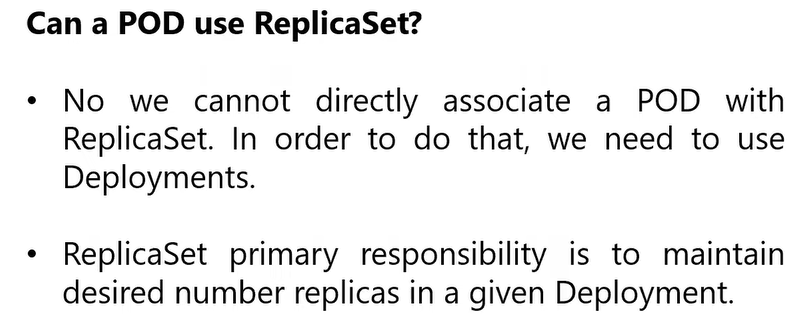 Can a POD use ReplicaSet?
• No we cannot directly associate a POD with
ReplicaSet. In order to do that, we need to use
Deployments.
• ReplicaSet primary responsibility is to maintain
desired number replicas in a given Deployment.